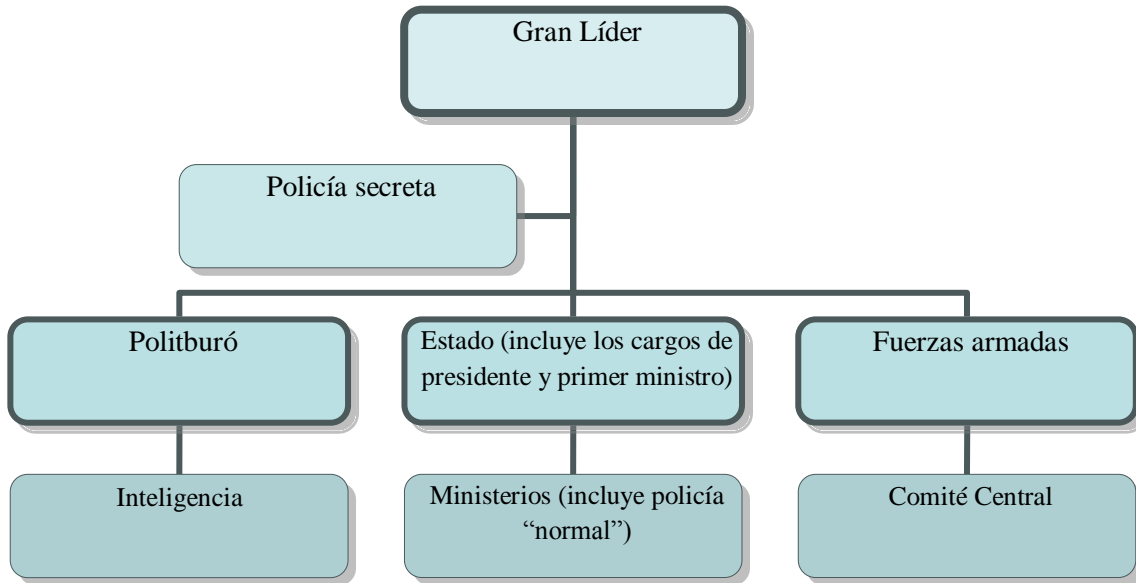 Gran Líder
Policía secreta
Politburó
Estado (incluye los cargos de
presidente y primer ministro)
Fuerzas armadas
Inteligencia
Ministerios (incluye policía
“normal”)
Comité Central